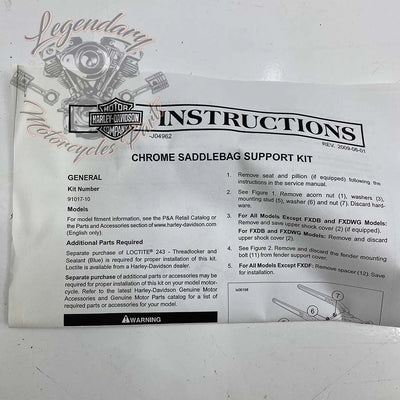 Legendary
Motorcycles Parts
MOTOR
HARLEY-DAVIDSON
COMPANY
INSTRUCTIONS
-J04962
REV. 2009-06-01
CHROME SADDLEBAG SUPPORT KIT
GENERAL
Kit Number
91017-10
Models
For model fitment information, see the P&A Retail Catalog or
the Parts and Accessories section of www.harley-davidson.com
(English only).
Additional Parts Required
Separate purchase of LOCTITE® 243 - Threadlocker and
Sealant (Blue) is required for proper installation of this kit.
Loctite is available from a Harley-Davidson Dealer.
Separate purchase of additional parts or accessories may be
required for proper installation of this kit on your model motor-
cycle. Refer to the latest Harley-Davidson Genuine Motor
Accessories and Genuine Motor Parts catalog for a list of
required parts or accessories for your model.
WARNING
1. Remove seat and pillion (if equipped) following the
instructions in the service manual.
2. See Figure 1. Remove acorn nut (1), washers (3),
mounting stud (5), washer (6) and nut (7). Discard hard-
ware.
3. For All Models Except FXDB and FXDWG Models:
Remove and save upper shock cover (2) (if equipped).
For FXDB and FXDWG Models: Remove and discard
upper shock cover (2).
4. See Figure 2. Remove and discard the fender mounting
bolt (11) from fender support cover.
5. For All Models Except FXDF: Remove spacer (12). Save
for installation.
6
7